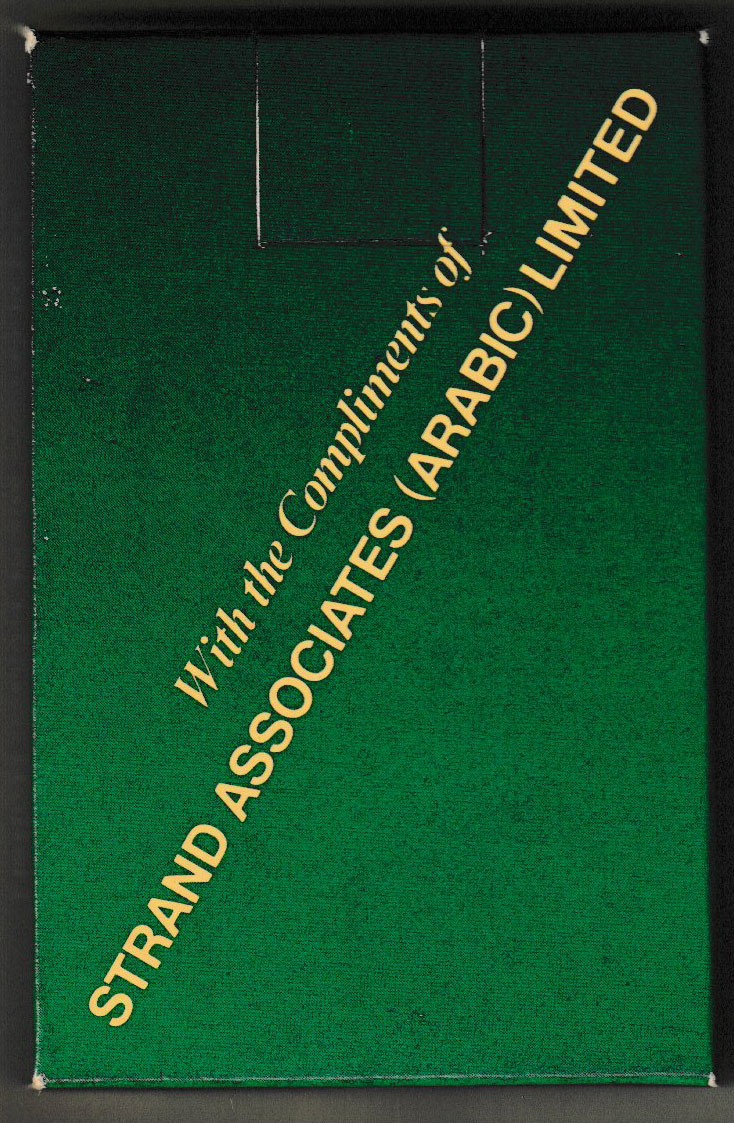 With the Compliments of
STRAND ASSOCIATES (ARABIC) LIMITED